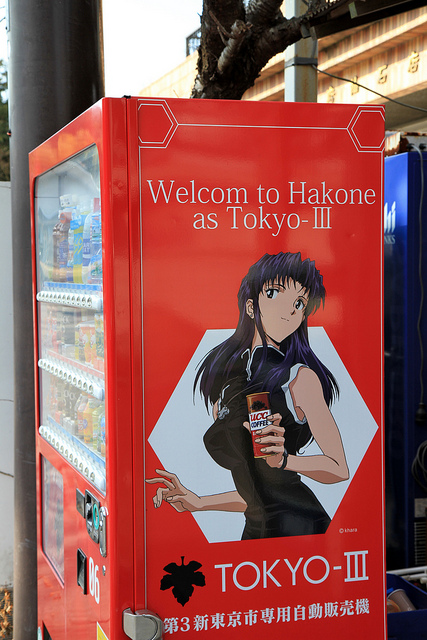 Welcom to Hakone
as Tokyo-III
UCC
COFFEE
©khara
TOKYO-III
第3新東京市専用自動販売機